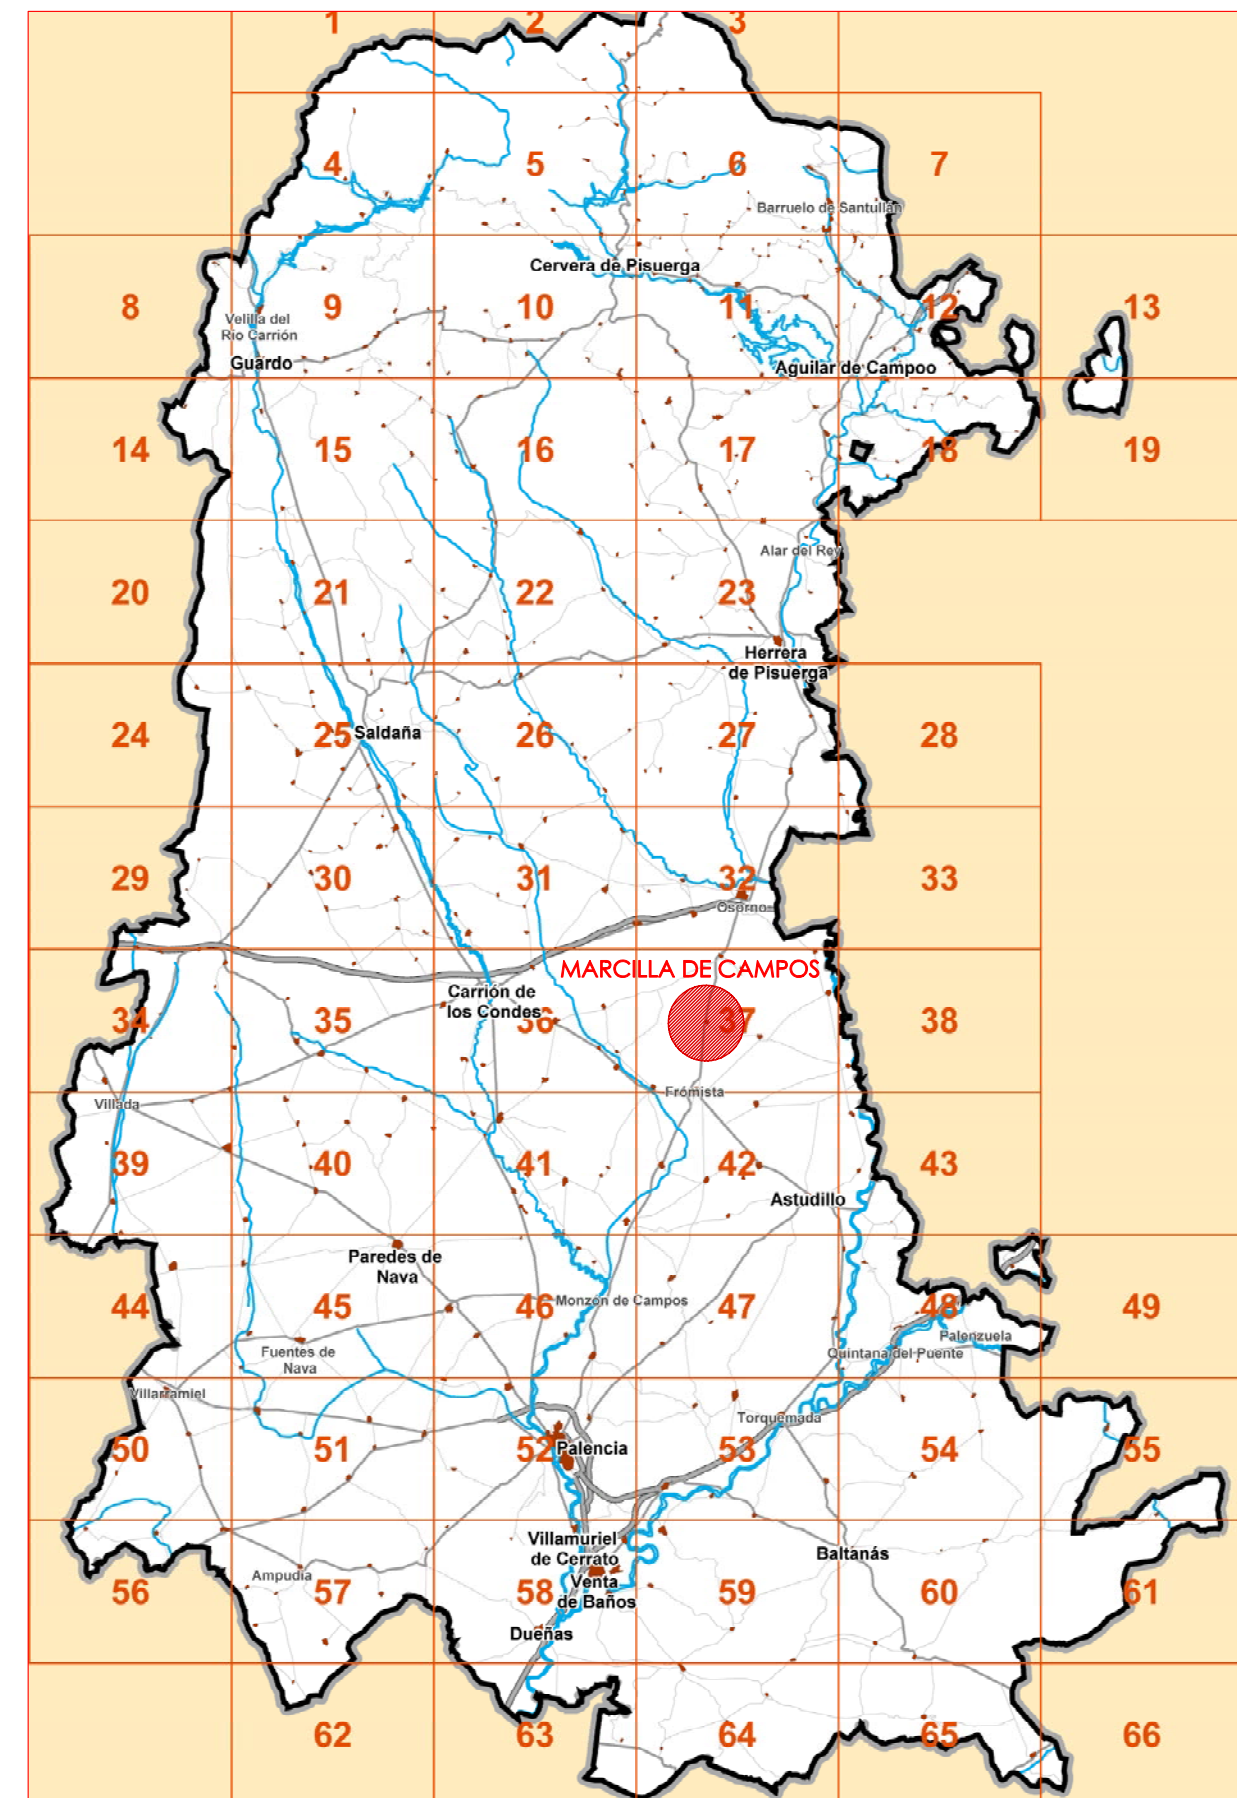 1
2
3
4
5
6
7
Barruelo de Santullán
Cervera de Pisuerga
8
9
10
11
12
13
Velilla del
Río Carrión
Guardo
Aguilar de Campoo
14
15
16
17
18
19
Alar del Rey
20
21
22
23
Herrera
de Pisuerga
24
25
Saldaña
26
27
28
29
30
31
32
33
Osorno
MARCILLA DE CAMPOS
Carrión de
los Condes
34
35
36
37
38
Frómista
Villada
39
40
41
42
43
Astudillo
Paredes de
Nava
44
45
46
Monzón de Campos
47
48
49
Palenzuela
Quintana del Puente
Fuentes de
Nava
Villarramiel
Torquemada
50
51
52
Palencia
53
54
55
Villamuriel
de Cerrato
Baltanás
Ampudia
Venta
de Baños
56
57
58
59
60
61
Dueñas
62
63
64
65
66